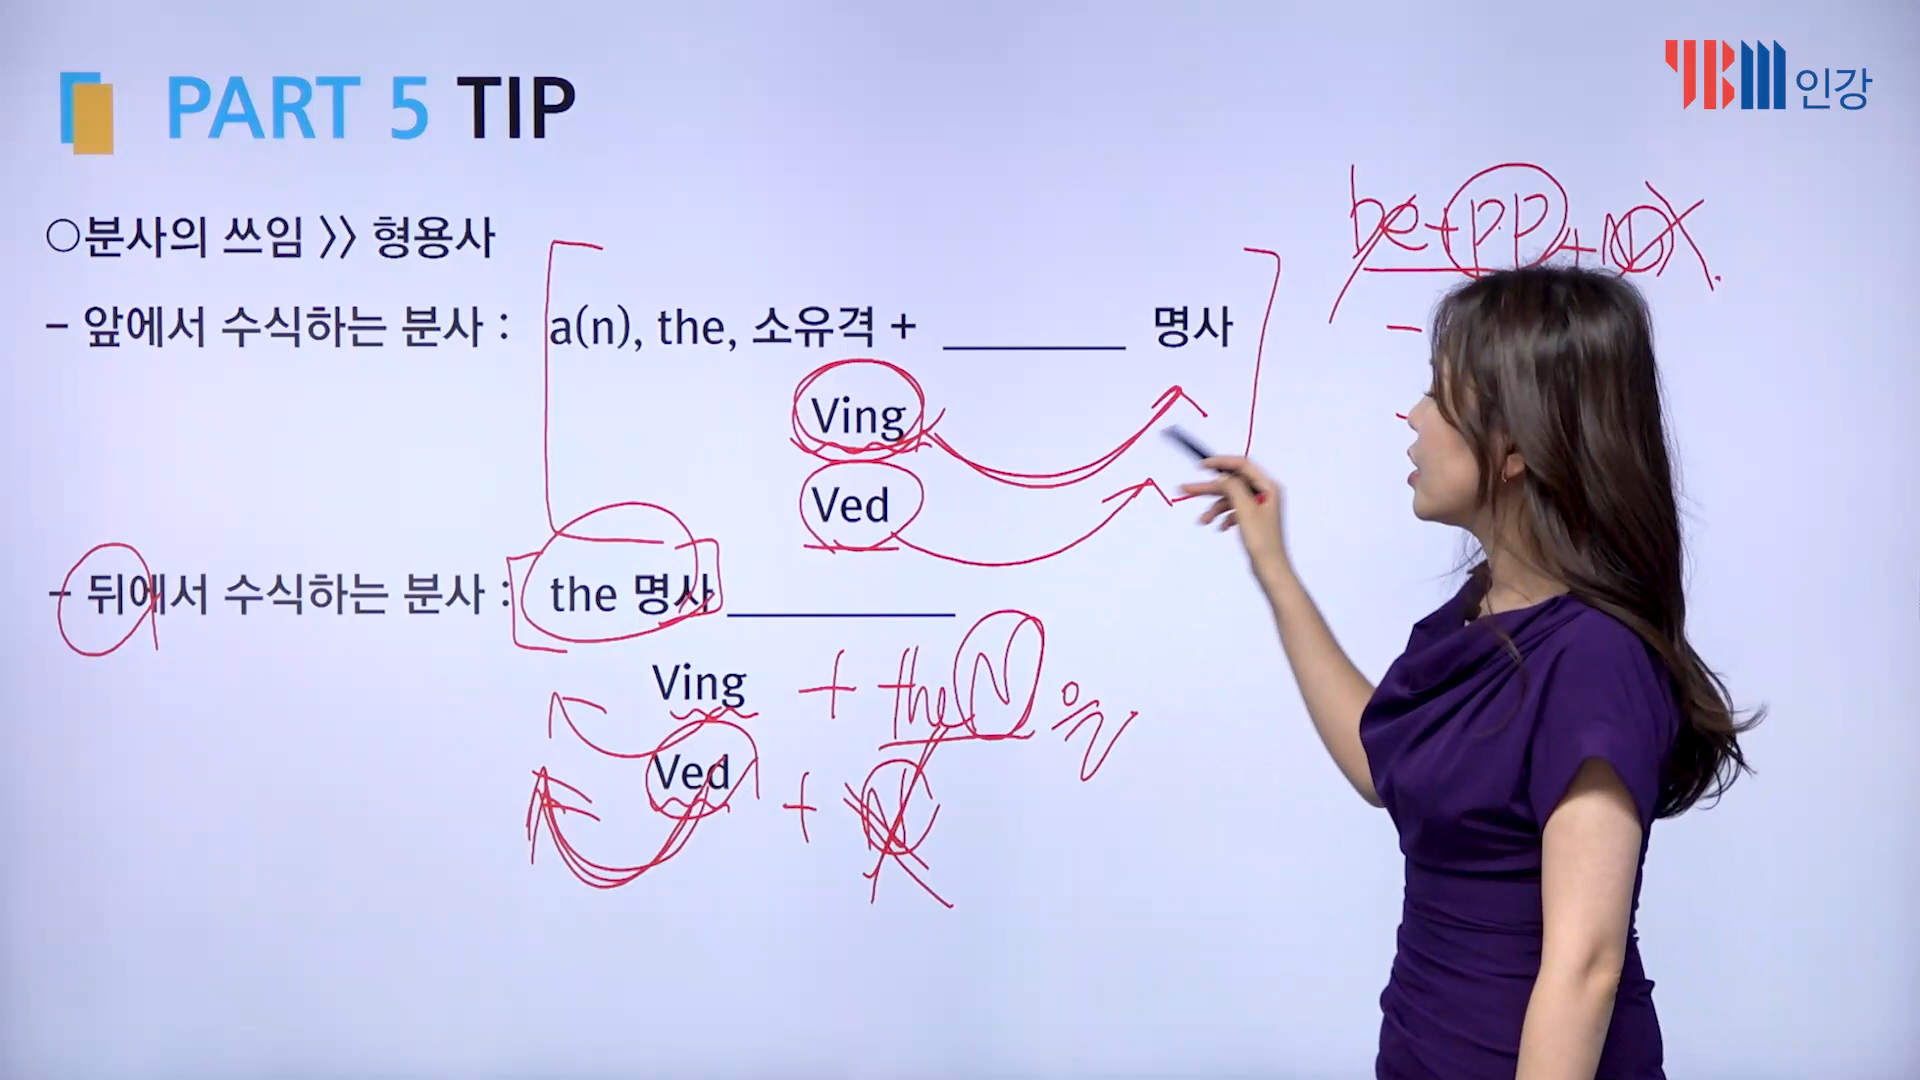 YBM 인강
PART 5 TIP
○분사의 쓰임 >> 형용사
be+pp+N
– 앞에서 수식하는 분사 : a(n), the, 소유격 + ________ 명사
Ving
Ved
– 뒤에서 수식하는 분사 : the 명사 ________
Ving + the N 을
Ved + N